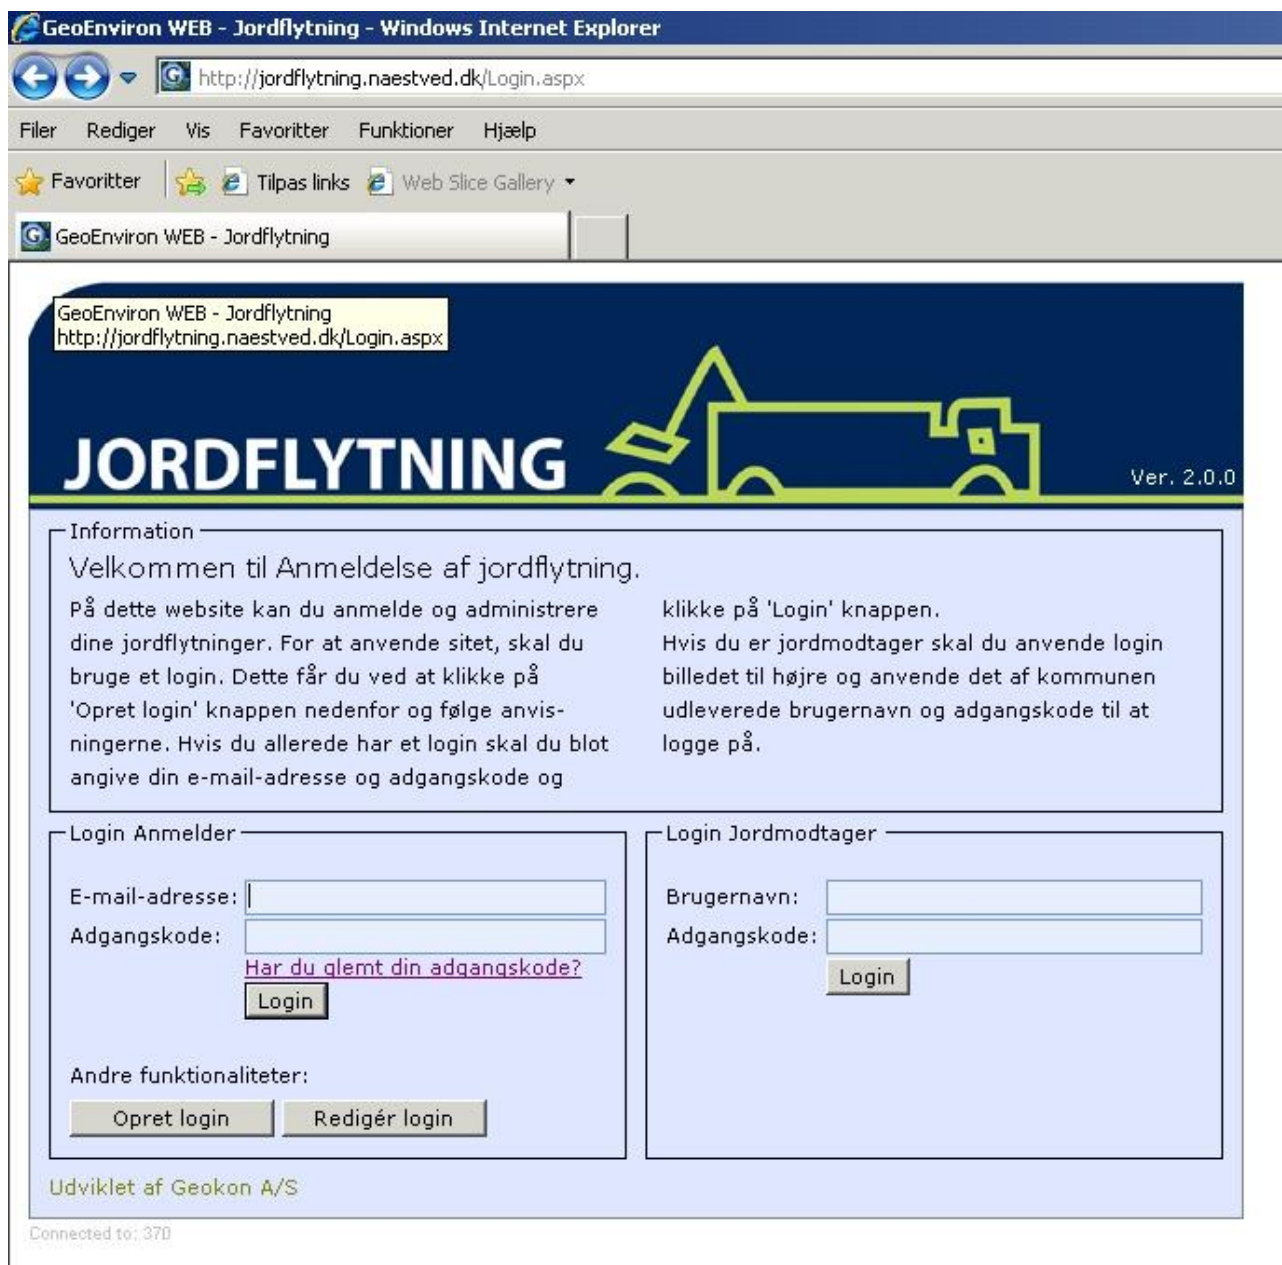 GeoEnviron WEB - Jordflytning - Windows Internet Explorer
http://jordflytning.naestved.dk/Login.aspx
Filer Rediger Vis Favoritter Funktioner Hjælp
Favoritter Tilpas links Web Slice Gallery
GeoEnviron WEB - Jordflytning
GeoEnviron WEB - Jordflytning
http://jordflytning.naestved.dk/Login.aspx
JORDFLYTNING
Ver. 2.0.0
Information
Velkommen til Anmeldelse af jordflytning.
På dette website kan du anmelde og administrere
dine jordflytninger. For at anvende sitet, skal du
bruge et login. Dette får du ved at klikke på
'Opret login' knappen nedenfor og følge anvis-
ningerne. Hvis du allerede har et login skal du blot
angive din e-mail-adresse og adgangskode og
klikke på 'Login' knappen.
Hvis du er jordmodtager skal du anvende login
billedet til højre og anvende det af kommunen
udleverede brugernavn og adgangskode til at
logge på.
Login Anmelder
E-mail-adresse:
Adgangskode:
Har du glemt din adgangskode?
Login
Andre funktionaliteter:
Opret login Redigér login
Login Jordmodtager
Brugernavn:
Adgangskode:
Login
Udviklet af Geokon A/S
Connected to: 370